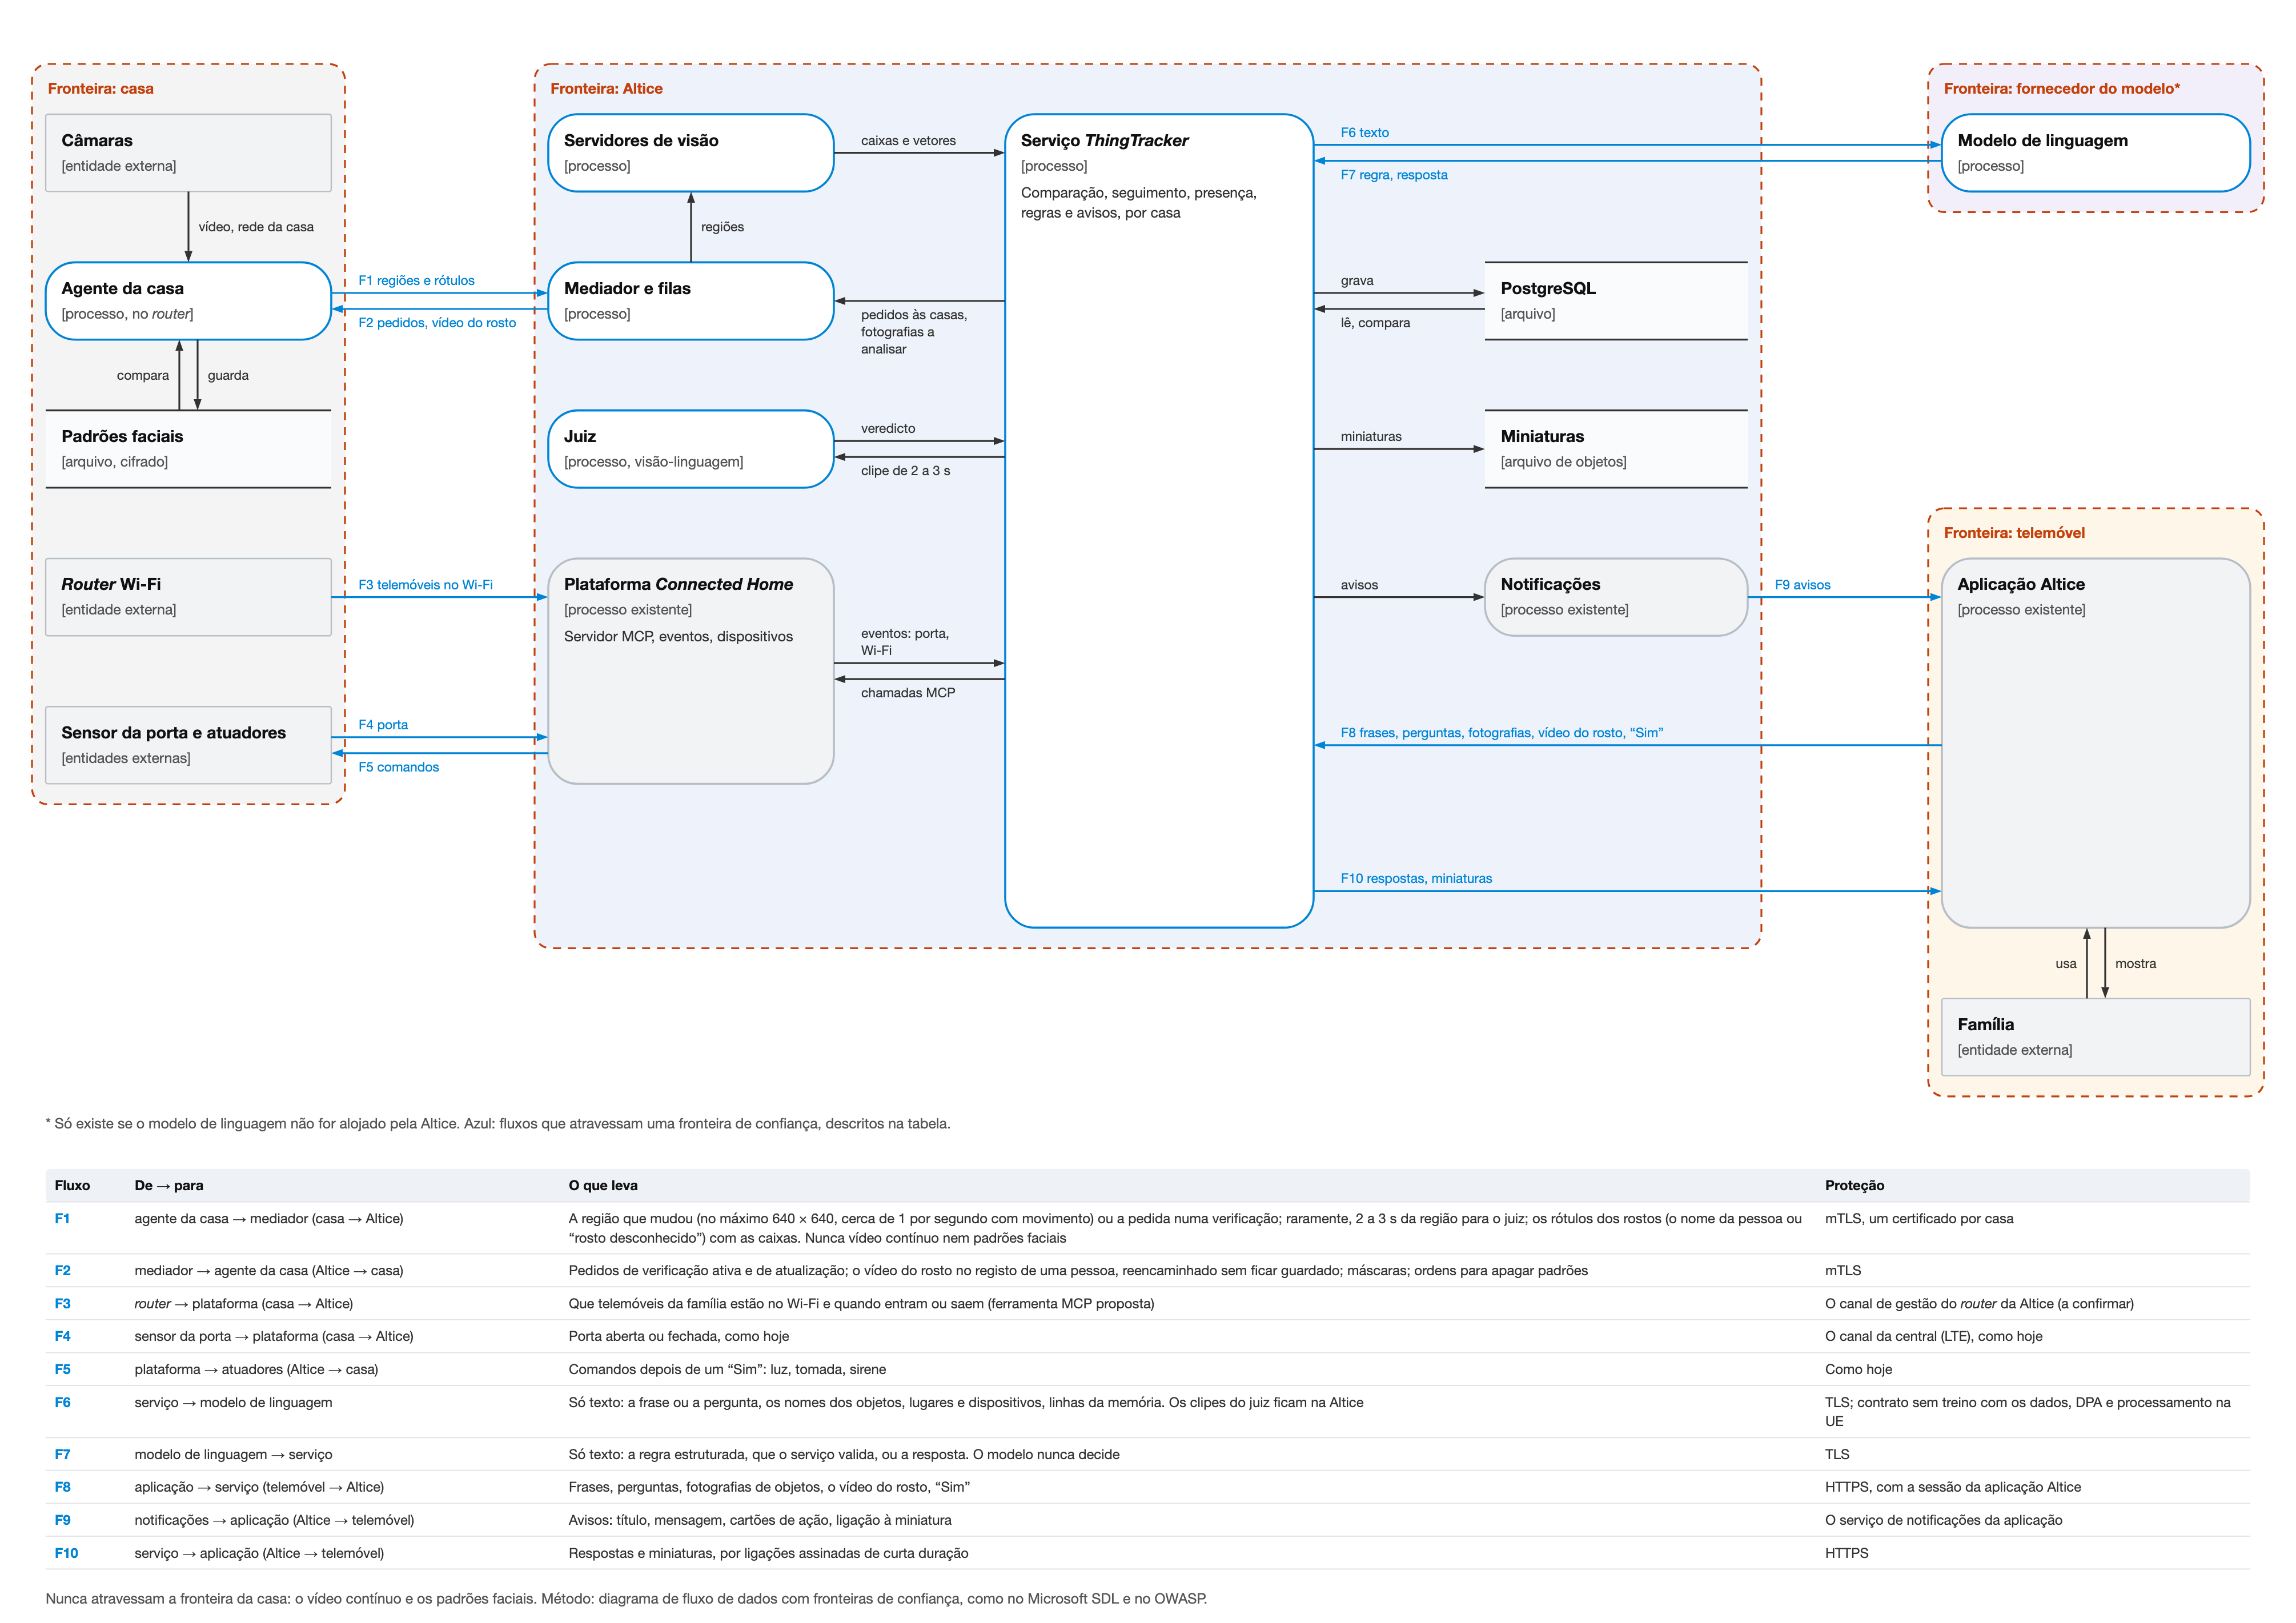 Fronteira: casa
Câmaras
[entidade externa]
vídeo, rede da casa
Agente da casa
[processo, no router]
compara
guarda
Padrões faciais
[arquivo, cifrado]
Router Wi-Fi
[entidade externa]
Sensor da porta e atuadores
[entidades externas]
F1 regiões e rótulos
F2 pedidos, vídeo do rosto
F3 telemóveis no Wi-Fi
F4 porta
F5 comandos
Fronteira: Altice
Servidores de visão
[processo]
regiões
Mediador e filas
[processo]
Juiz
[processo, visão-linguagem]
Plataforma Connected Home
[processo existente]
Servidor MCP, eventos, dispositivos
caixas e vetores
pedidos às casas,
fotografias a
analisar
veredicto
clipe de 2 a 3 s
eventos: porta,
Wi-Fi
chamadas MCP
Serviço ThingTracker
[processo]
Comparação, seguimento, presença,
regras e avisos, por casa
F6 texto
F7 regra, resposta
grava
lê, compara
PostgreSQL
[arquivo]
miniaturas
Miniaturas
[arquivo de objetos]
avisos
Notificações
[processo existente]
F9 avisos
F8 frases, perguntas, fotografias, vídeo do rosto, “Sim”
F10 respostas, miniaturas
Fronteira: fornecedor do modelo*
Modelo de linguagem
[processo]
Fronteira: telemóvel
Aplicação Altice
[processo existente]
usa
mostra
Família
[entidade externa]
* Só existe se o modelo de linguagem não for alojado pela Altice. Azul: fluxos que atravessam uma fronteira de confiança, descritos na tabela.
Fluxo De → para O que leva Proteção
F1 agente da casa → mediador (casa → Altice) A região que mudou (no máximo 640 × 640, cerca de 1 por segundo com movimento) ou a pedida numa verificação; raramente, 2 a 3 s da região para o juiz; os rótulos dos rostos (o nome da pessoa ou mTLS, um certificado por casa
“rosto desconhecido”) com as caixas. Nunca vídeo contínuo nem padrões faciais
F2 mediador → agente da casa (Altice → casa) Pedidos de verificação ativa e de atualização; o vídeo do rosto no registo de uma pessoa, reencaminhado sem ficar guardado; máscaras; ordens para apagar padrões mTLS
F3 router → plataforma (casa → Altice) Que telemóveis da família estão no Wi-Fi e quando entram ou saem (ferramenta MCP proposta) O canal de gestão do router da Altice (a confirmar)
F4 sensor da porta → plataforma (casa → Altice) Porta aberta ou fechada, como hoje O canal da central (LTE), como hoje
F5 plataforma → atuadores (Altice → casa) Comandos depois de um “Sim”: luz, tomada, sirene Como hoje
F6 serviço → modelo de linguagem Só texto: a frase ou a pergunta, os nomes dos objetos, lugares e dispositivos, linhas da memória. Os clipes do juiz ficam na Altice TLS; contrato sem treino com os dados, DPA e processamento na
UE
F7 modelo de linguagem → serviço Só texto: a regra estruturada, que o serviço valida, ou a resposta. O modelo nunca decide TLS
F8 aplicação → serviço (telemóvel → Altice) Frases, perguntas, fotografias de objetos, o vídeo do rosto, “Sim” HTTPS, com a sessão da aplicação Altice
F9 notificações → aplicação (Altice → telemóvel) Avisos: título, mensagem, cartões de ação, ligação à miniatura O serviço de notificações da aplicação
F10 serviço → aplicação (Altice → telemóvel) Respostas e miniaturas, por ligações assinadas de curta duração HTTPS
Nunca atravessam a fronteira da casa: o vídeo contínuo e os padrões faciais. Método: diagrama de fluxo de dados com fronteiras de confiança, como no Microsoft SDL e no OWASP.